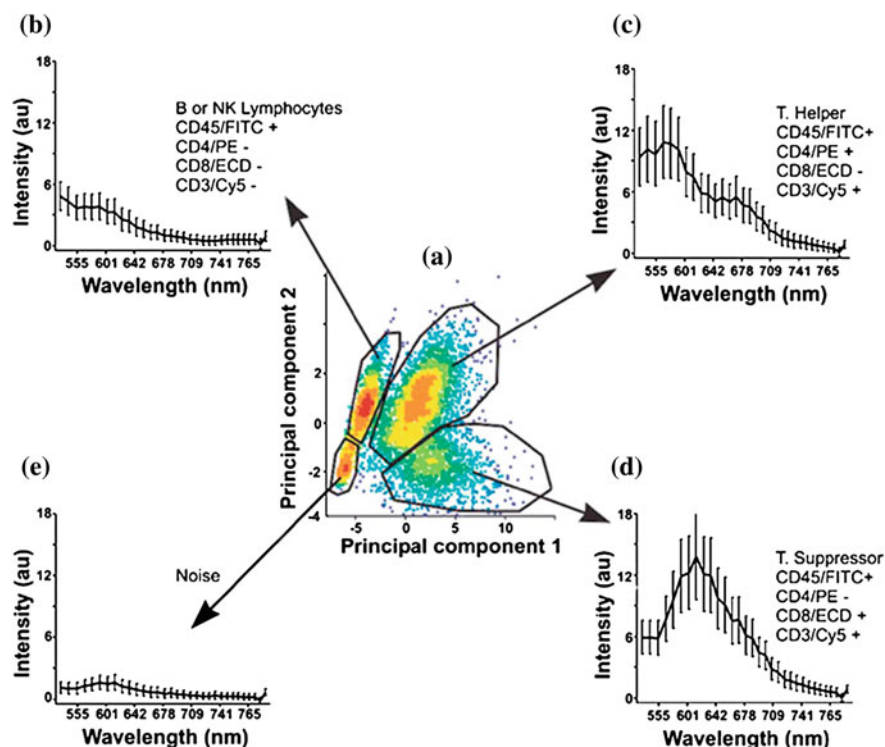 (b)
18
12
6
0
Intensity (au)
B or NK Lymphocytes
CD45/FITC +
CD4/PE -
CD8/ECD -
CD3/Cy5 -
555 601 642 678 709 741 765
Wavelength (nm)
(c)
18
12
6
0
Intensity (au)
T. Helper
CD45/FITC+
CD4/PE +
CD8/ECD -
CD3/Cy5 +
555 601 642 678 709 741 765
Wavelength (nm)
(a)
Principal component 2
2
0
-2
-4
-5 0 5 10
Principal component 1
(e)
18
12
6
0
Intensity (au)
Noise
555 601 642 678 709 741 765
Wavelength (nm)
(d)
18
12
6
0
Intensity (au)
T. Suppressor
CD45/FITC+
CD4/PE -
CD8/ECD +
CD3/Cy5 +
555 601 642 678 709 741 765
Wavelength (nm)